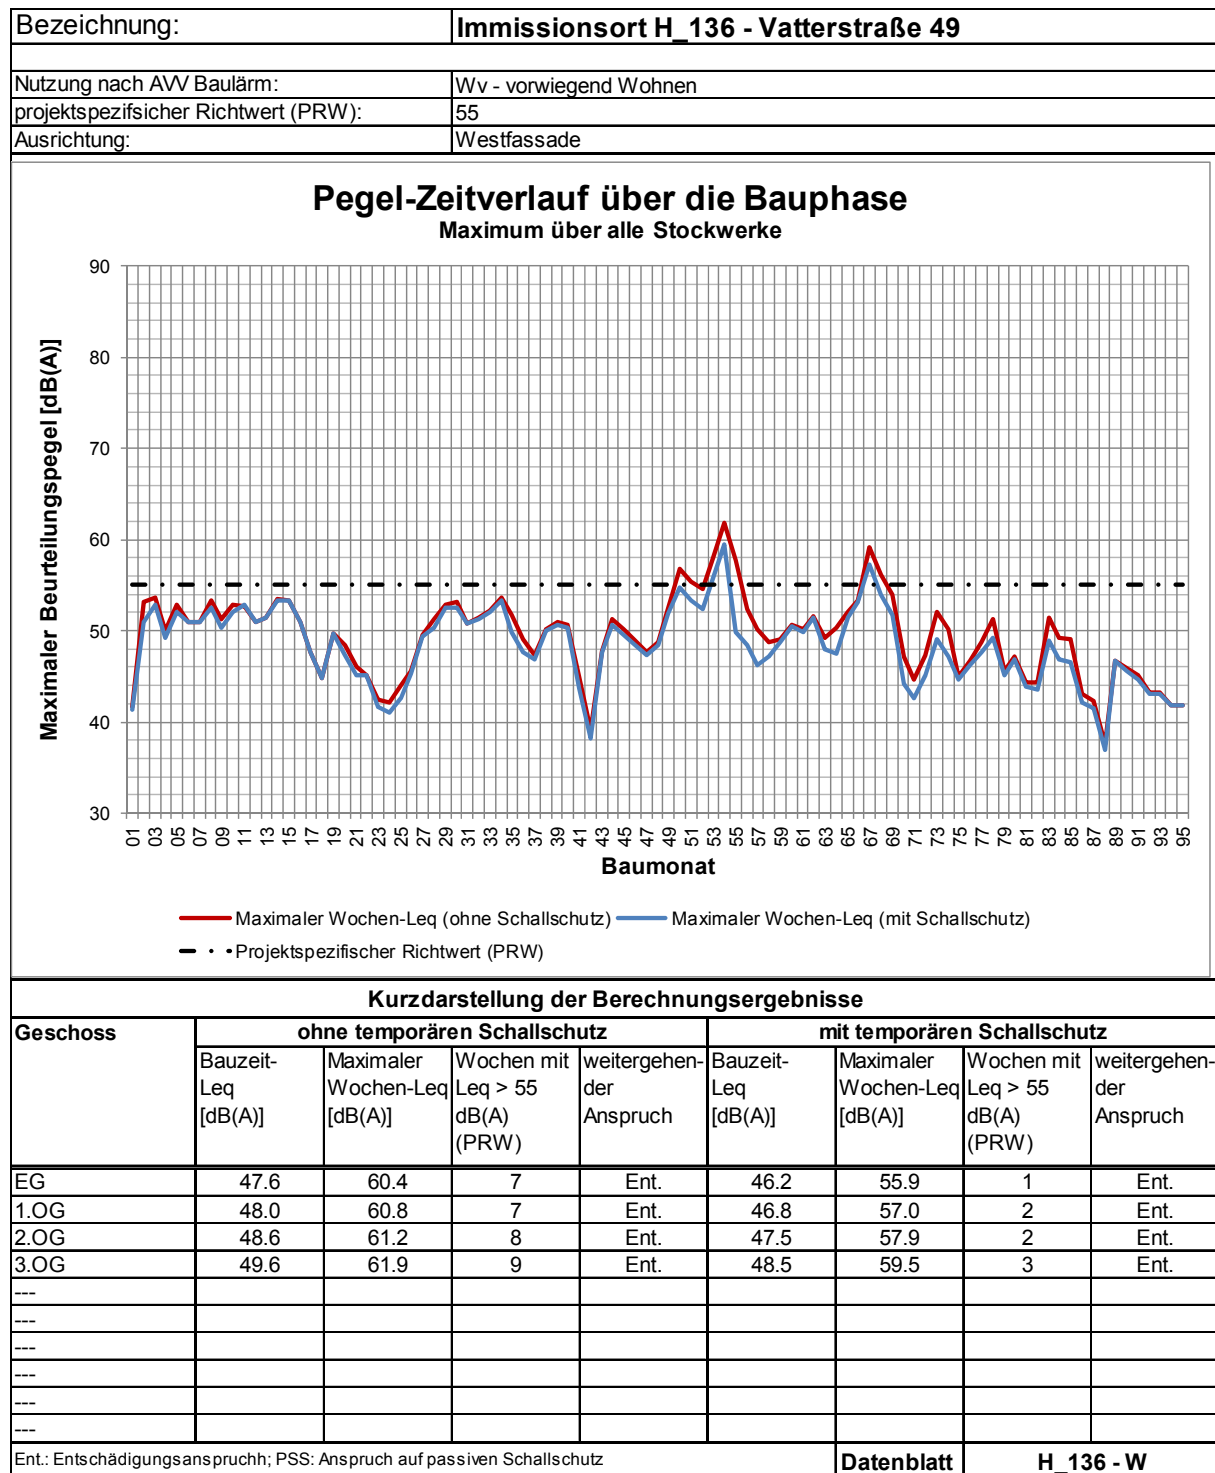 Bezeichnung: Immissionsort H_136 - Vatterstraße 49
Nutzung nach AVV Baulärm: Wv - vorwiegend Wohnen
projektspezifsicher Richtwert (PRW): 55
Ausrichtung: Westfassade
Pegel-Zeitverlauf über die Bauphase
Maximum über alle Stockwerke
Maximaler Beurteilungspegel [dB(A)]
90
80
70
60
50
40
30
01 03 05 07 09 11 13 15 17 19 21 23 25 27 29 31 33 35 37 39 41 43 45 47 49 51 53 55 57 59 61 63 65 67 69 71 73 75 77 79 81 83 85 87 89 91 93 95
Baumonat
Maximaler Wochen-Leq (ohne Schallschutz) Maximaler Wochen-Leq (mit Schallschutz)
Projektspezifischer Richtwert (PRW)
Kurzdarstellung der Berechnungsergebnisse
Geschoss ohne temporären Schallschutz mit temporären Schallschutz
Bauzeit- Maximaler Wochen mit weitergehen- Bauzeit- Maximaler Wochen mit weitergehen-
Leq Wochen-Leq Leq > 55 der Leq Wochen-Leq Leq > 55 der
[dB(A)] [dB(A)] dB(A) Anspruch [dB(A)] [dB(A)] dB(A) Anspruch
(PRW) (PRW)
EG 47.6 60.4 7 Ent. 46.2 55.9 1 Ent.
1.OG 48.0 60.8 7 Ent. 46.8 57.0 2 Ent.
2.OG 48.6 61.2 8 Ent. 47.5 57.9 2 Ent.
3.OG 49.6 61.9 9 Ent. 48.5 59.5 3 Ent.
---
---
---
---
---
---
Ent.: Entschädigungsanspruchh; PSS: Anspruch auf passiven Schallschutz Datenblatt H_136 - W